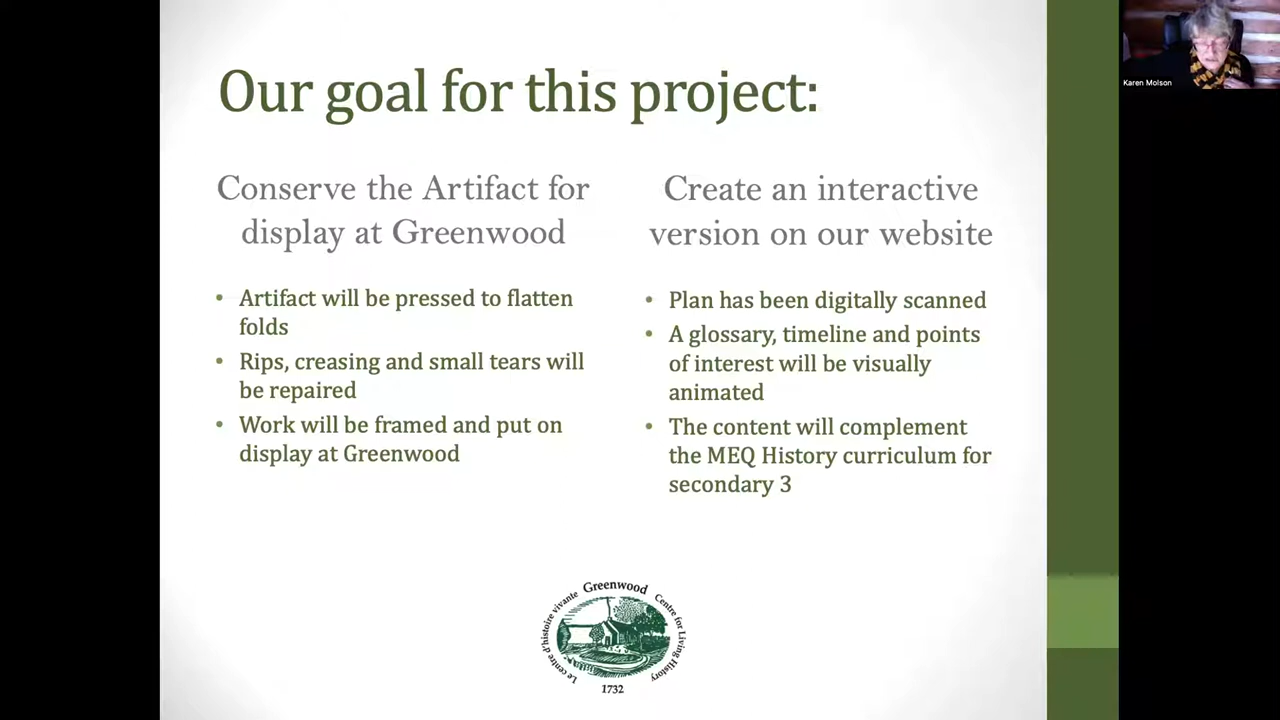 Our goal for this project:
Conserve the Artifact for
display at Greenwood
• Artifact will be pressed to flatten
folds
• Rips, creasing and small tears will
be repaired
• Work will be framed and put on
display at Greenwood
Create an interactive
version on our website
• Plan has been digitally scanned
• A glossary, timeline and points
of interest will be visually
animated
• The content will complement
the MEQ History curriculum for
secondary 3
Le centre d'histoire vivante
Greenwood
Centre for Living History
1732
Karen Molson